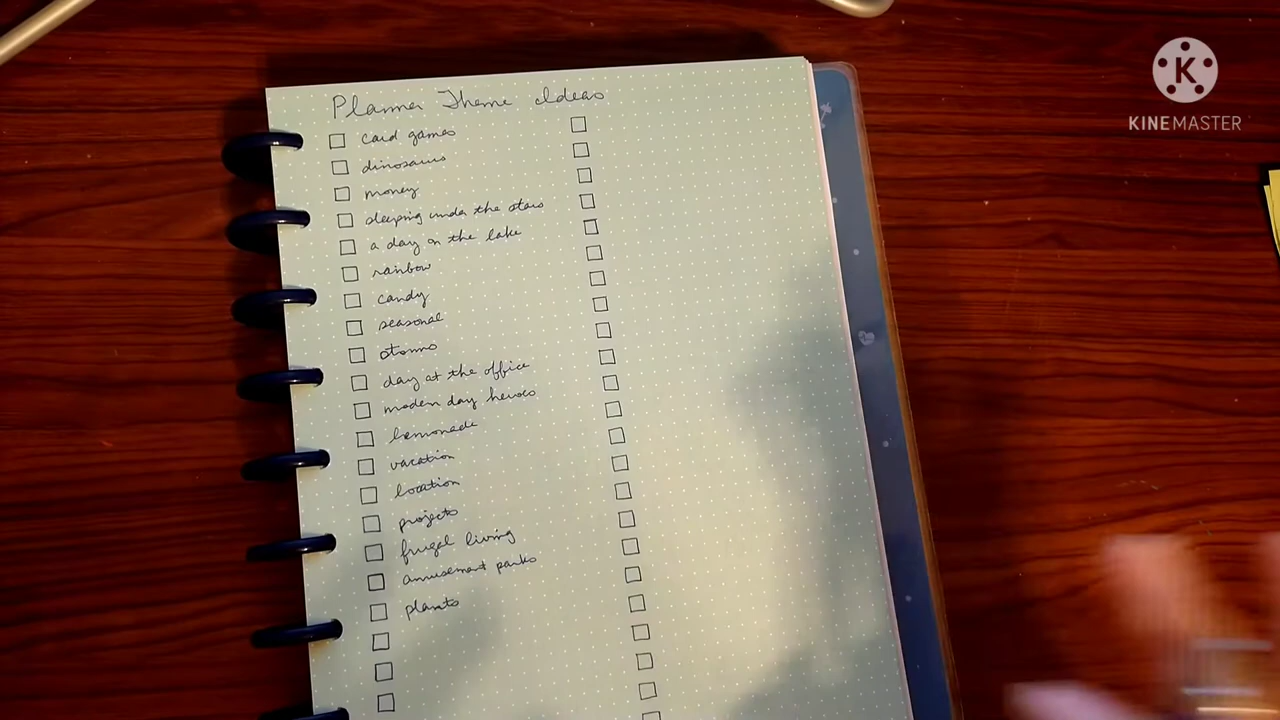 Planner Theme Ideas
card games
dinosaurs
money
sleeping under the stars
a day on the lake
rainbow
candy
seasonal
storms
day at the office
modern day heroes
lemonade
vacation
location
projects
frugal living
amusement parks
plants
K
KINEMASTER